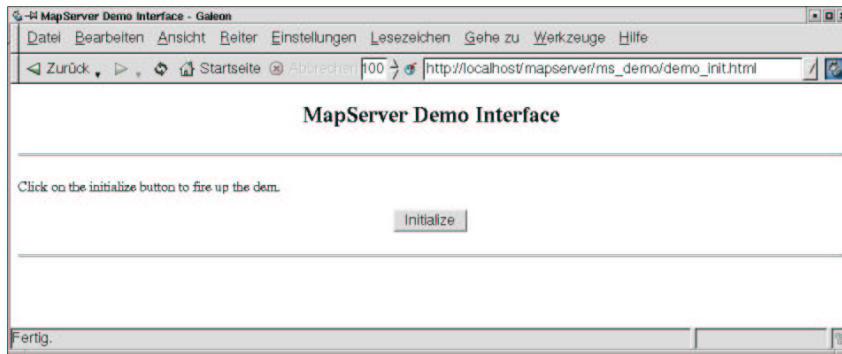 MapServer Demo Interface - Galeon
Datei Bearbeiten Ansicht Reiter Einstellungen Lesezeichen Gehe zu Werkzeuge Hilfe
Zurück Startseite Abbrechen 100 http://localhost/mapserver/ms_demo/demo_init.html
MapServer Demo Interface
Click on the initialize button to fire up the dem.
Initialize
Fertig.